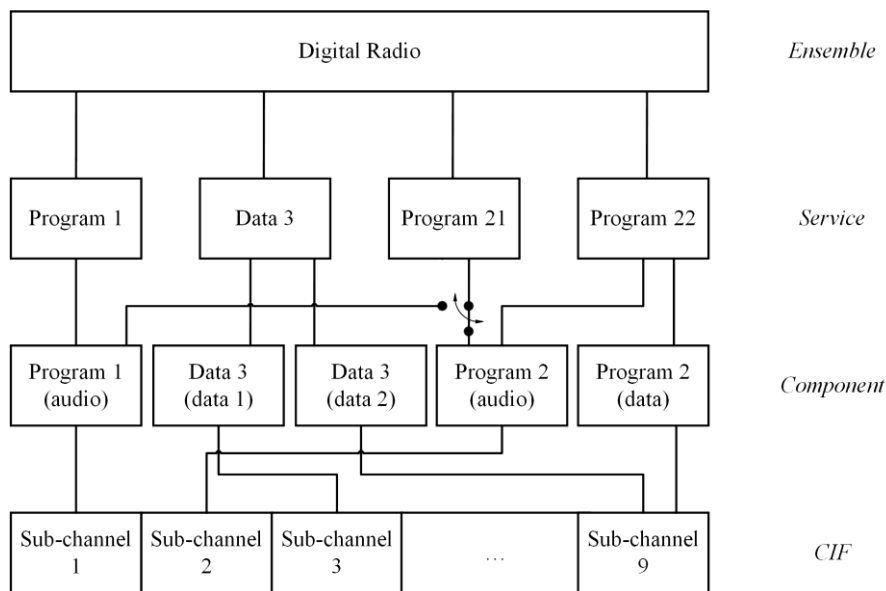 Digital Radio
Ensemble
Program 1
Data 3
Program 21
Program 22
Service
Program 1
(audio)
Data 3
(data 1)
Data 3
(data 2)
Program 2
(audio)
Program 2
(data)
Component
Sub-channel
1
Sub-channel
2
Sub-channel
3
...
Sub-channel
9
CIF